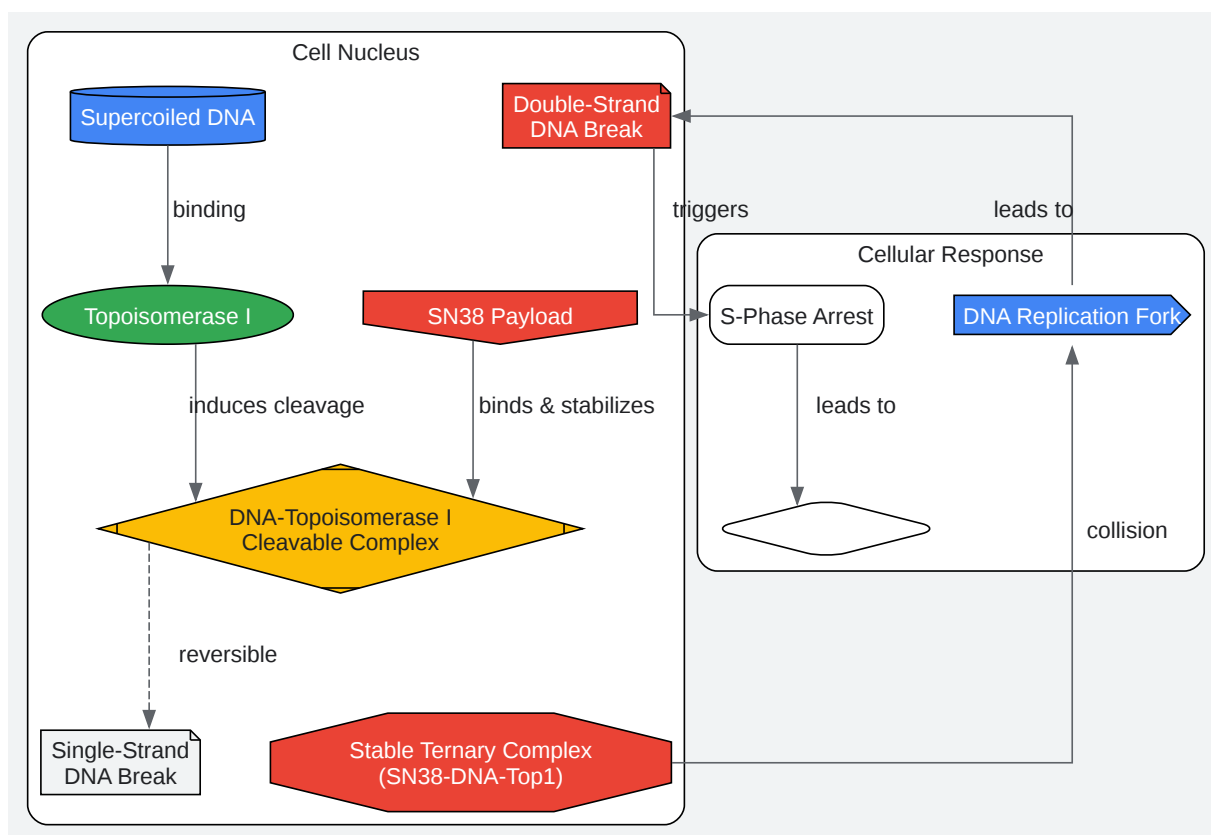 Cell Nucleus
Supercoiled DNA
Double-Strand
DNA Break
binding
triggers
leads to
Cellular Response
Topoisomerase I
SN38 Payload
S-Phase Arrest
DNA Replication Fork
induces cleavage
binds & stabilizes
leads to
DNA-Topoisomerase I
Cleavable Complex
collision
reversible
Single-Strand
DNA Break
Stable Ternary Complex
(SN38-DNA-Top1)